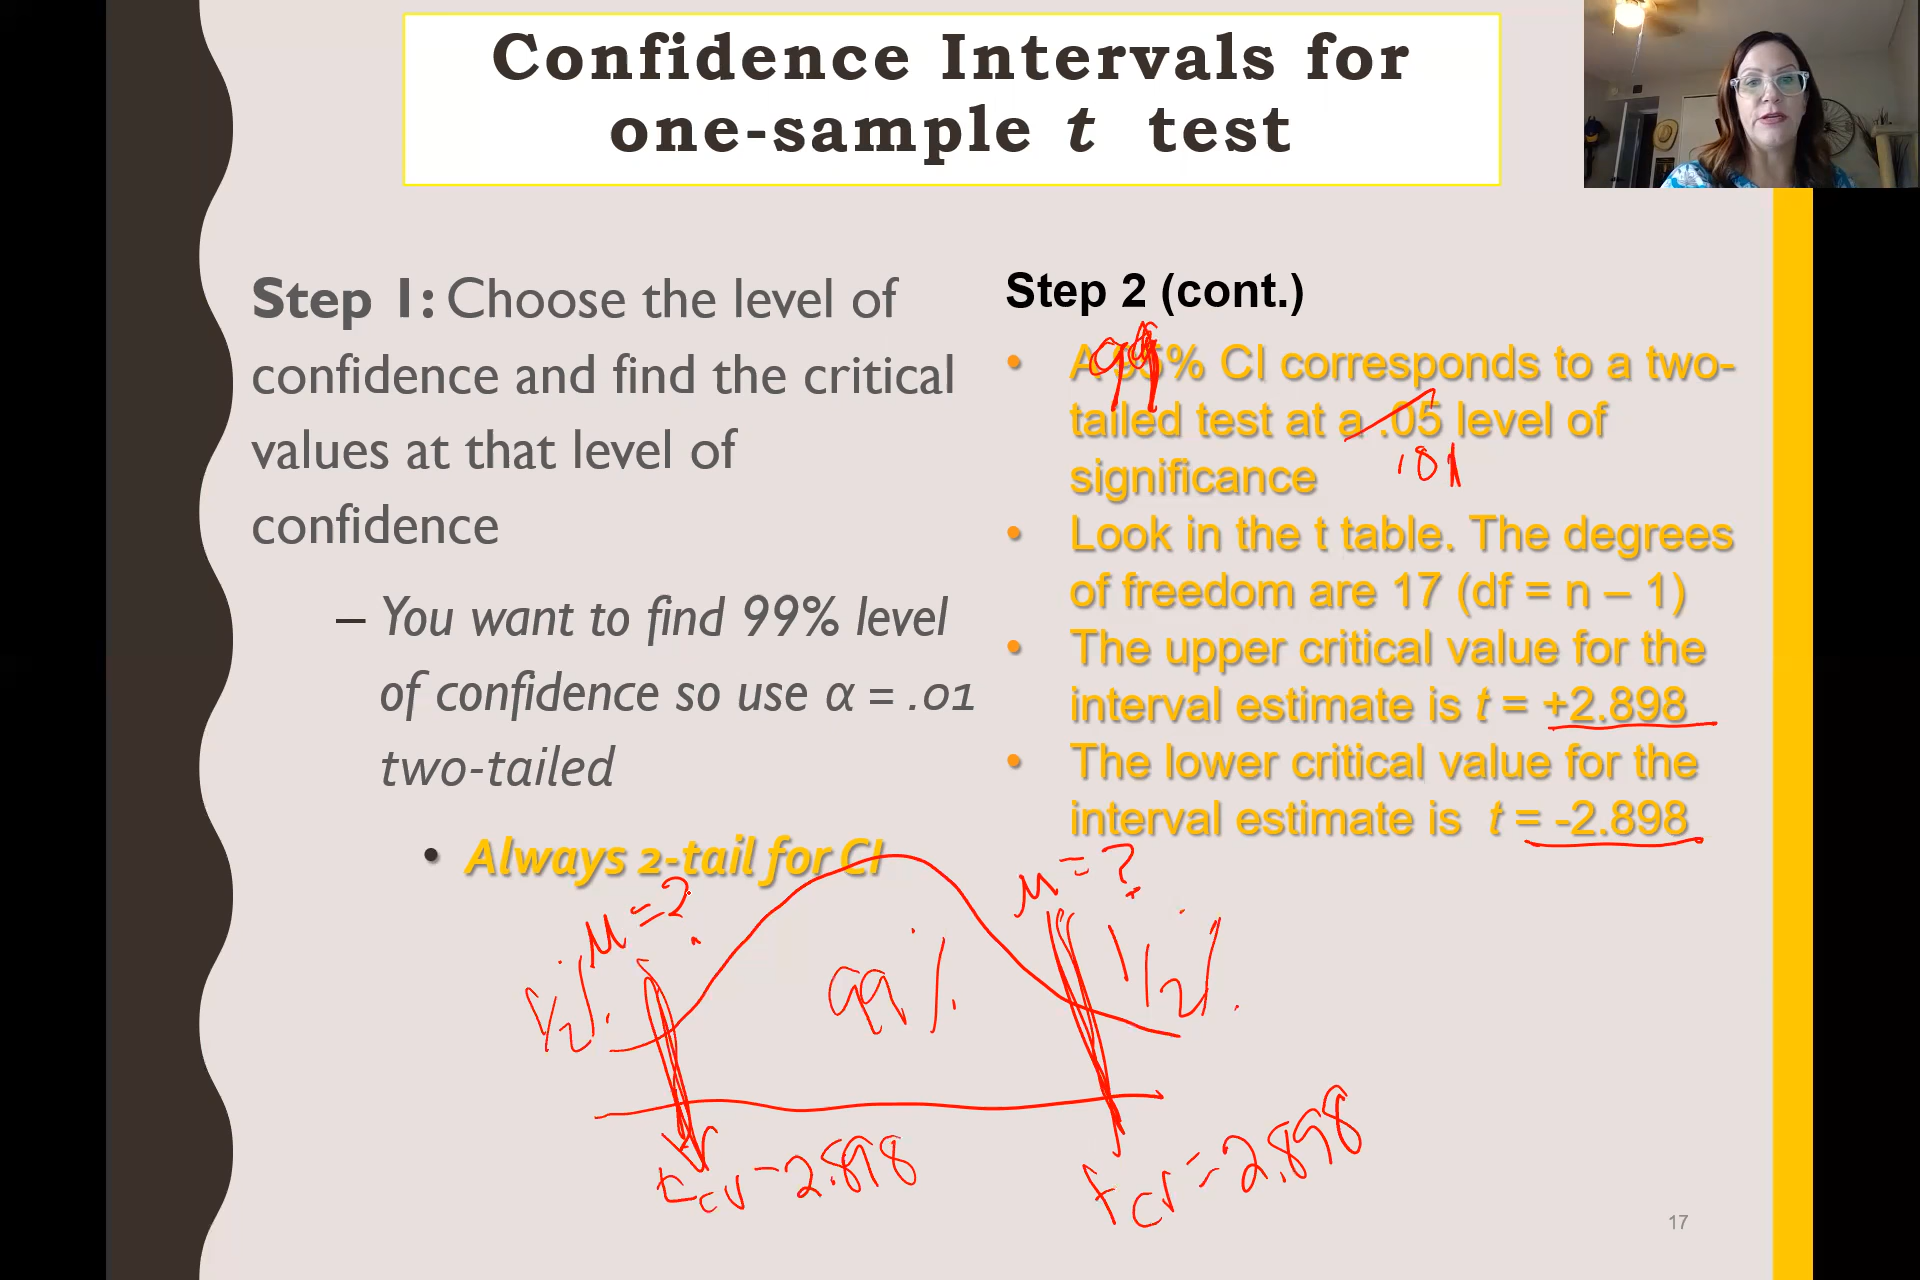 Confidence Intervals for
one-sample t test
Step 1: Choose the level of
confidence and find the critical
values at that level of
confidence
– You want to find 99% level
of confidence so use α = .01
two-tailed
• Always 2-tail for CI
Step 2 (cont.)
99
• A 95% CI corresponds to a two-
tailed test at a .05 level of
.01
significance
• Look in the t table. The degrees
of freedom are 17 (df = n – 1)
• The upper critical value for the
interval estimate is t = +2.898
• The lower critical value for the
interval estimate is t = -2.898
μ = ?
μ = ?
1/2%
99%
1/2%
tcv -2.898
tcv = 2.898
17